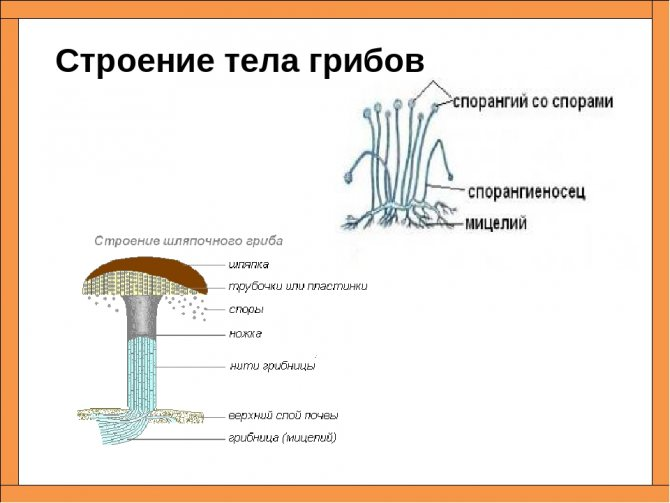 Строение тела грибов
спорангий со спорами
спорангиеносец
мицелий
Строение шляпочного гриба
шляпка
трубочки или пластинки
споры
ножка
нити грибницы
верхний слой почвы
грибница (мицелий)